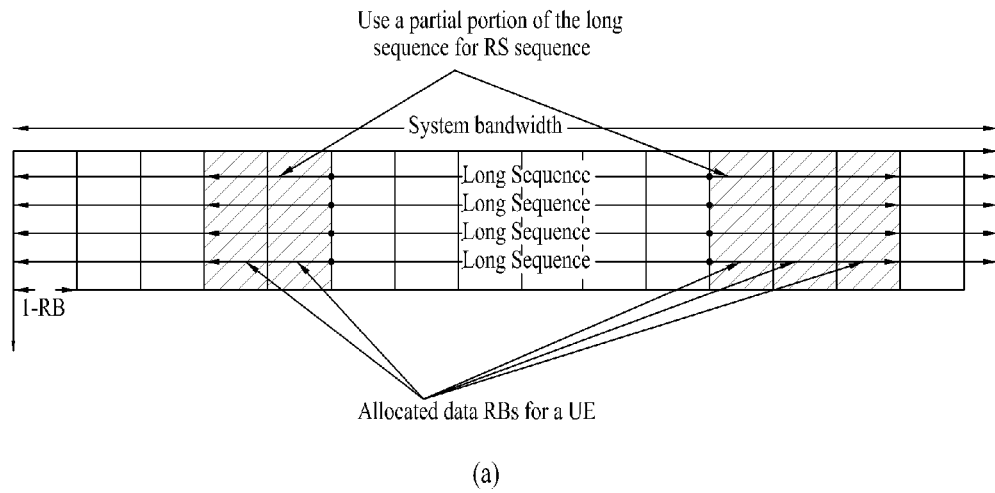 Use a partial portion of the long
sequence for RS sequence
System bandwidth
Long Sequence
Long Sequence
Long Sequence
Long Sequence
1-RB
Allocated data RBs for a UE
(a)